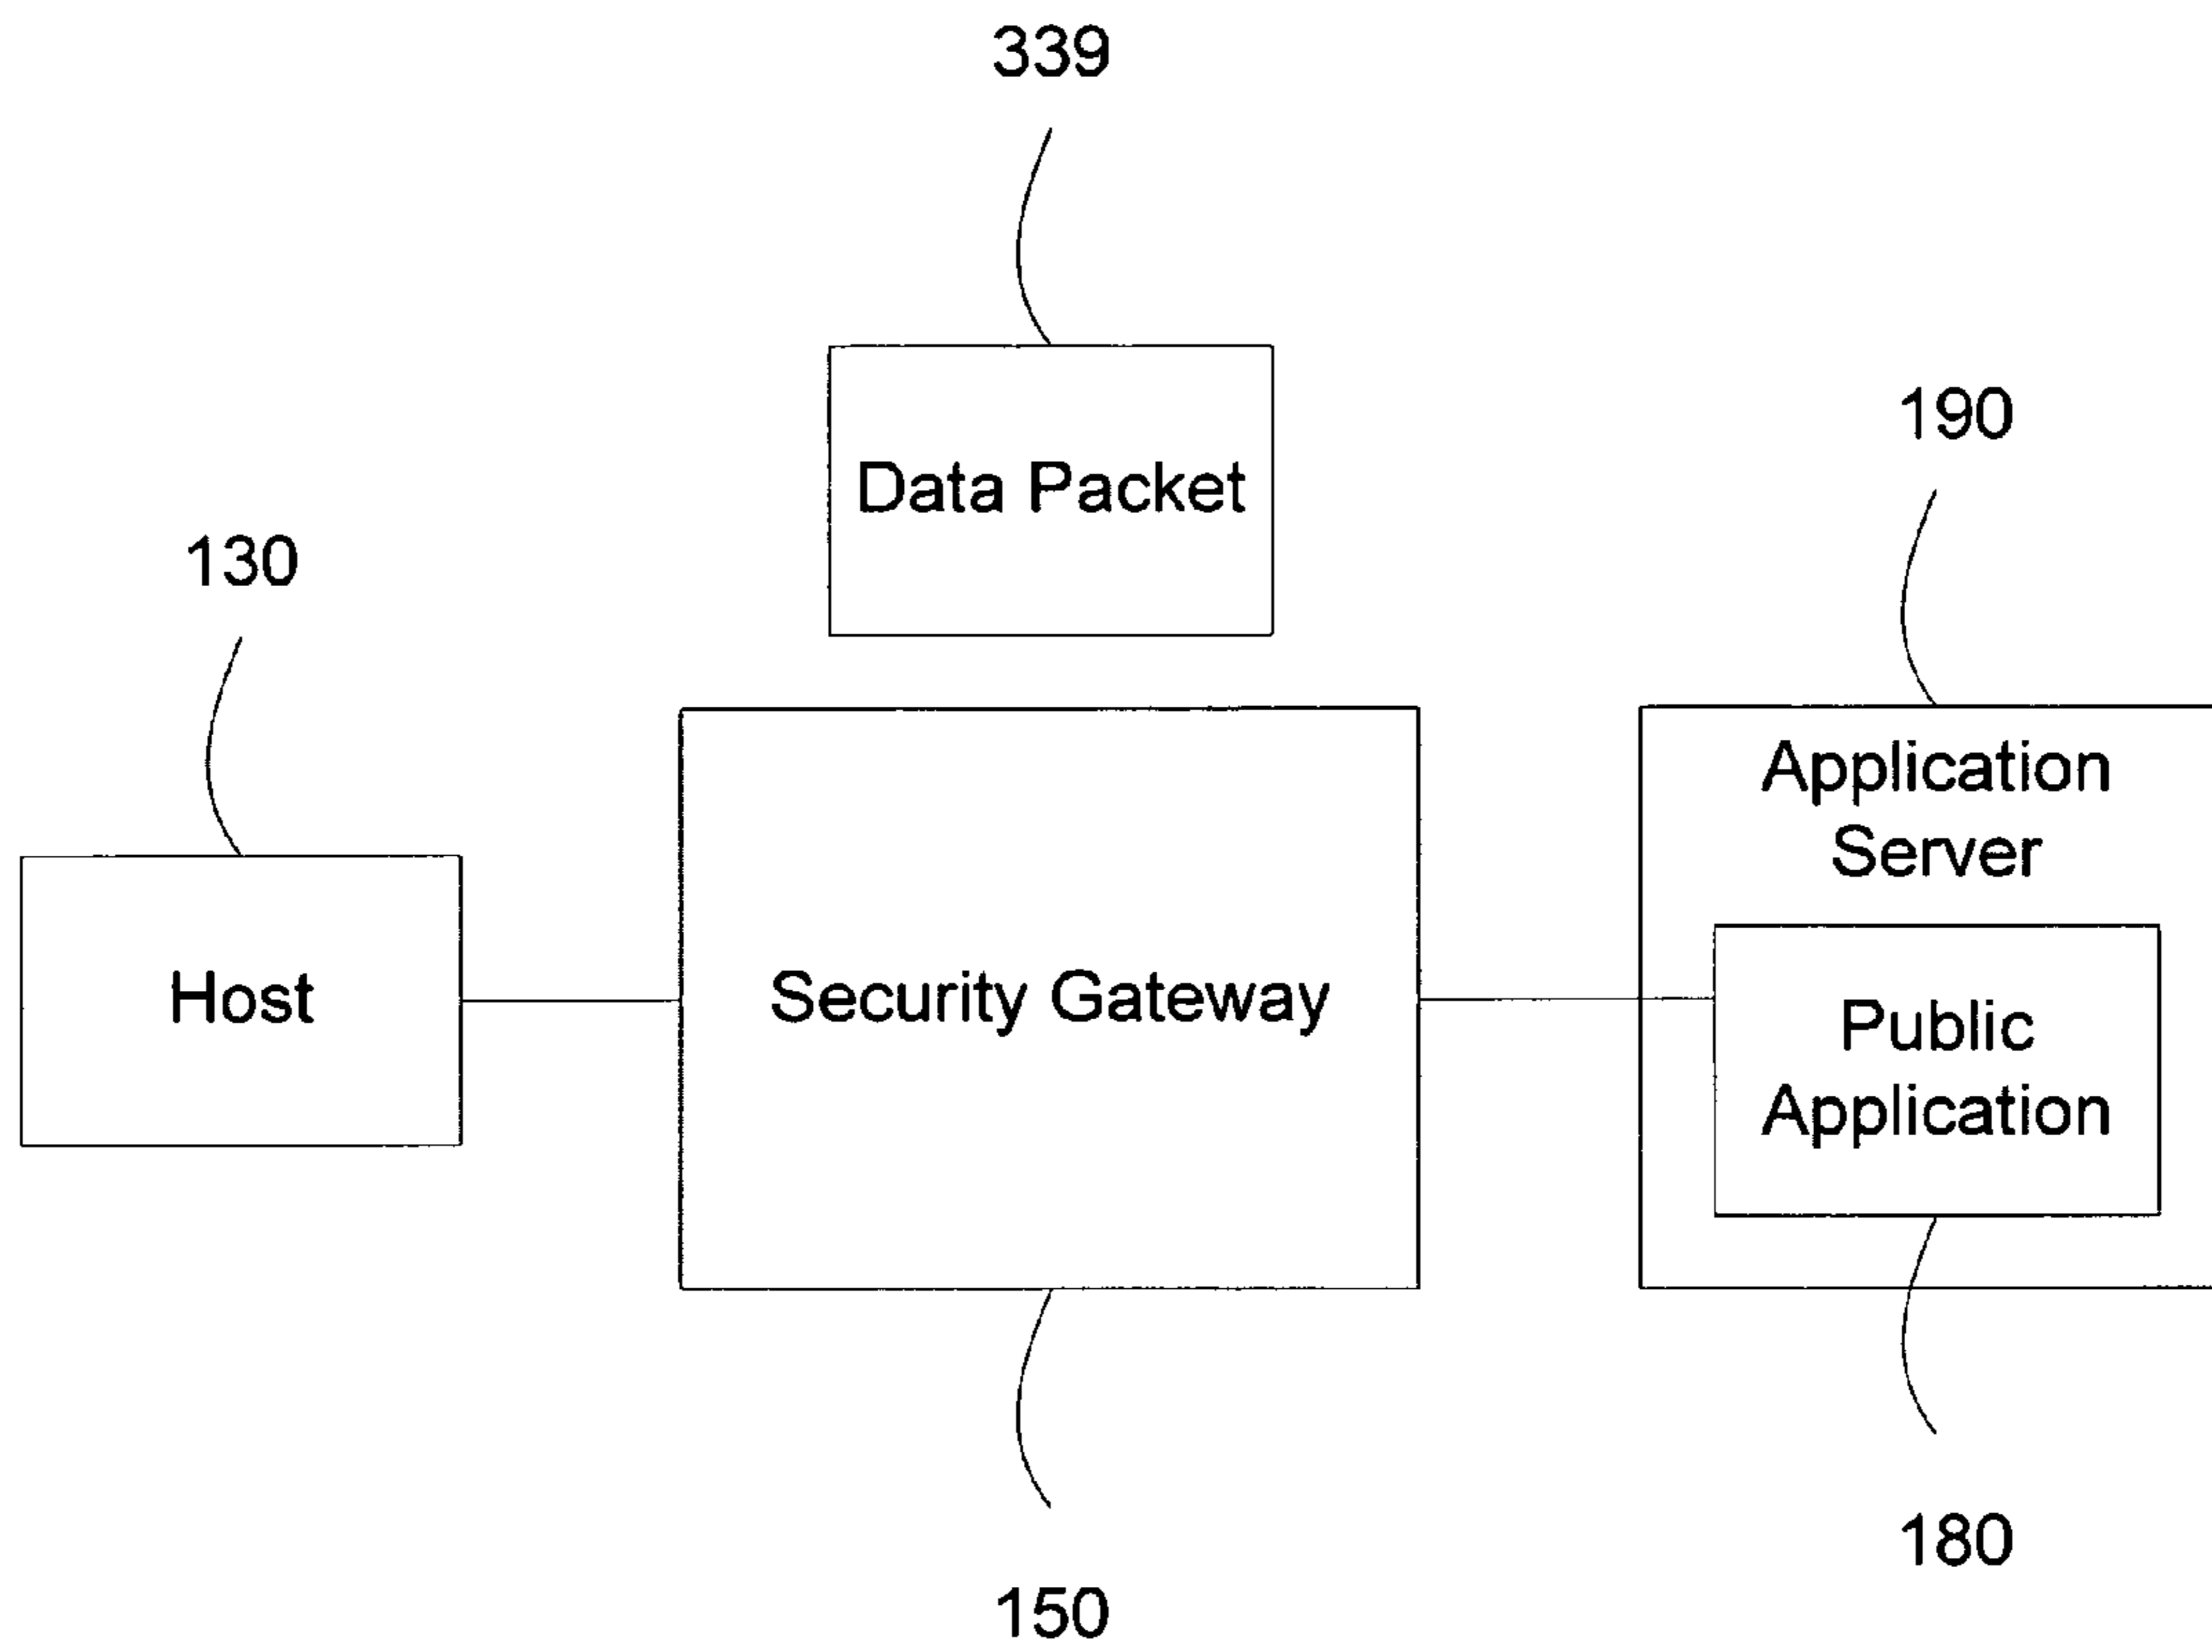 339
Data Packet
190
130
Application
Server
Host
Security Gateway
Public
Application
180
150